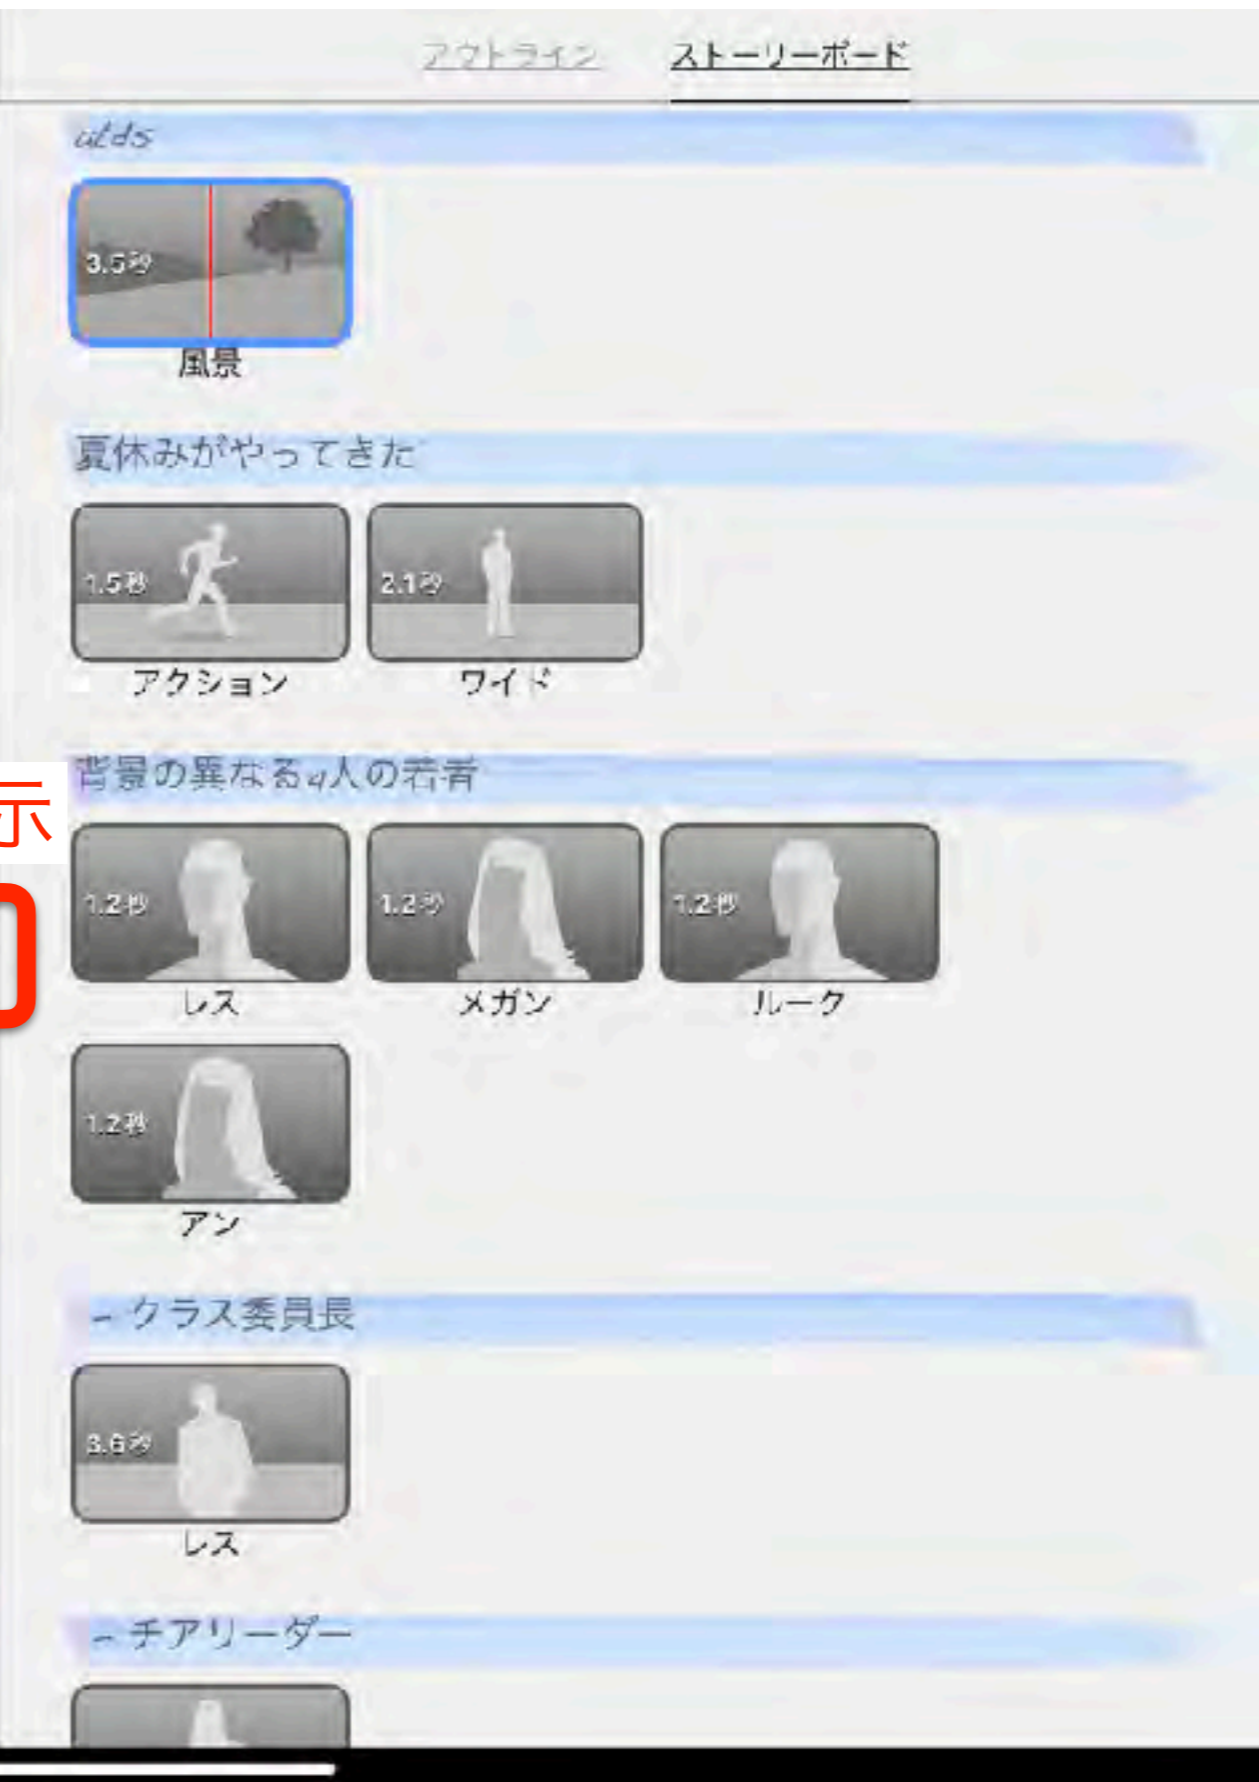 アウトライン ストーリーボード
alds
3.5秒
風景
夏休みがやってきた
1.5秒 2.1秒
アクション ワイド
背景の異なる4人の若者
示
1.2秒 1.2秒 1.2秒
レス メガン ルーク
1.2秒
アン
- クラス委員長
3.6秒
レス
- チアリーダー